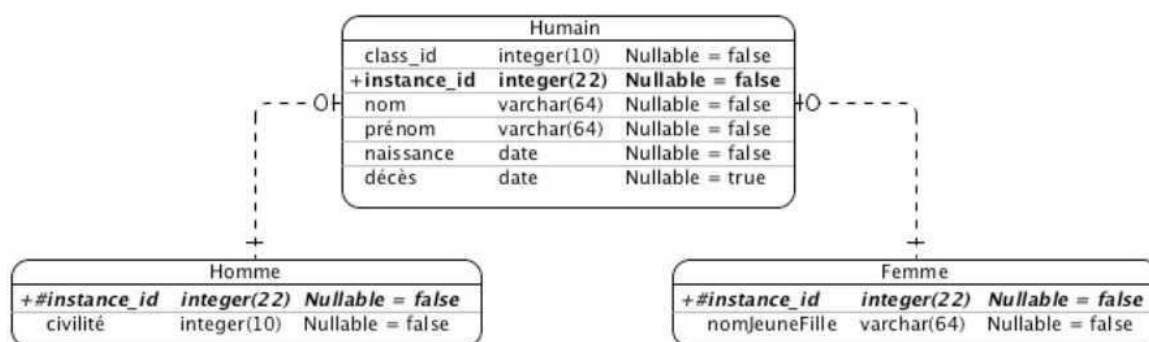 Humain
class_id integer(10) Nullable = false
+instance_id integer(22) Nullable = false
nom varchar(64) Nullable = false
prénom varchar(64) Nullable = false
naissance date Nullable = false
décès date Nullable = true
Homme
+#instance_id integer(22) Nullable = false
civilité integer(10) Nullable = false
Femme
+#instance_id integer(22) Nullable = false
nomJeuneFille varchar(64) Nullable = false